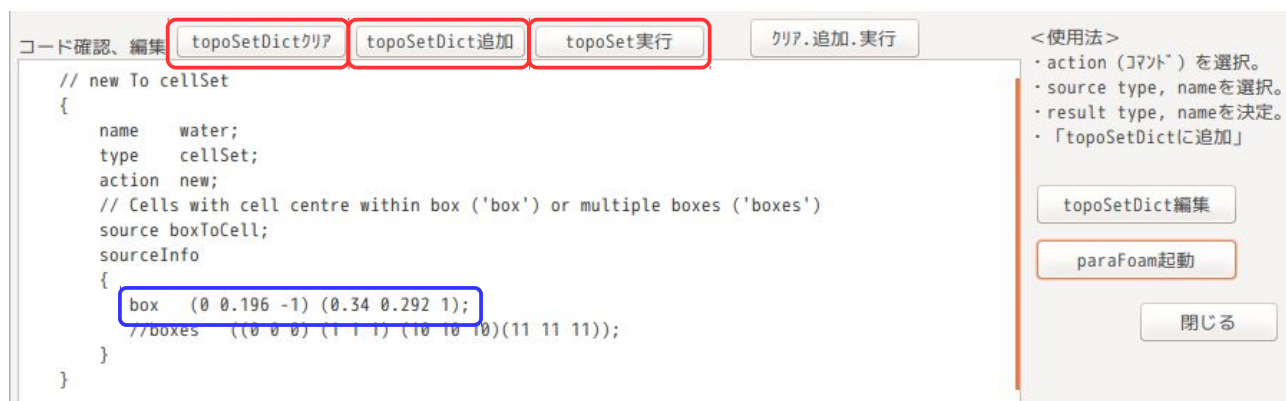 コード確認、編集 topoSetDictｸﾘｱ topoSetDict追加 topoSet実行 ｸﾘｱ.追加.実行
// new To cellSet
{
name water;
type cellSet;
action new;
// Cells with cell centre within box ('box') or multiple boxes ('boxes')
source boxToCell;
sourceInfo
{
box (0 0.196 -1) (0.34 0.292 1);
//boxes ((0 0 0) (1 1 1) (10 10 10)(11 11 11));
}
}
<使用法>
・action (ｺﾏﾝﾄﾞ) を選択。
・source type, nameを選択。
・result type, nameを決定。
・「topoSetDictに追加」
topoSetDict編集
paraFoam起動
閉じる